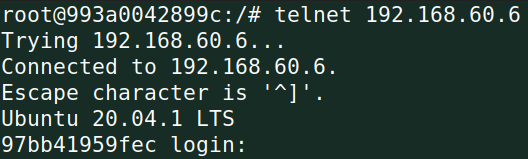 root@993a0042899c:/# telnet 192.168.60.6
Trying 192.168.60.6...
Connected to 192.168.60.6.
Escape character is '^]'.
Ubuntu 20.04.1 LTS
97bb41959fec login: